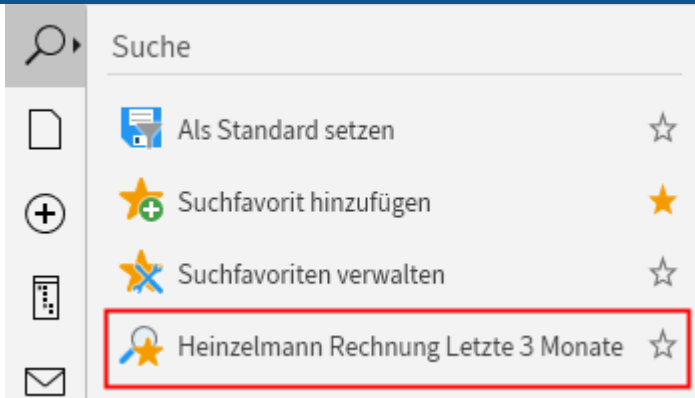 Suche
Als Standard setzen
Suchfavorit hinzufügen
Suchfavoriten verwalten
Heinzelmann Rechnung Letzte 3 Monate